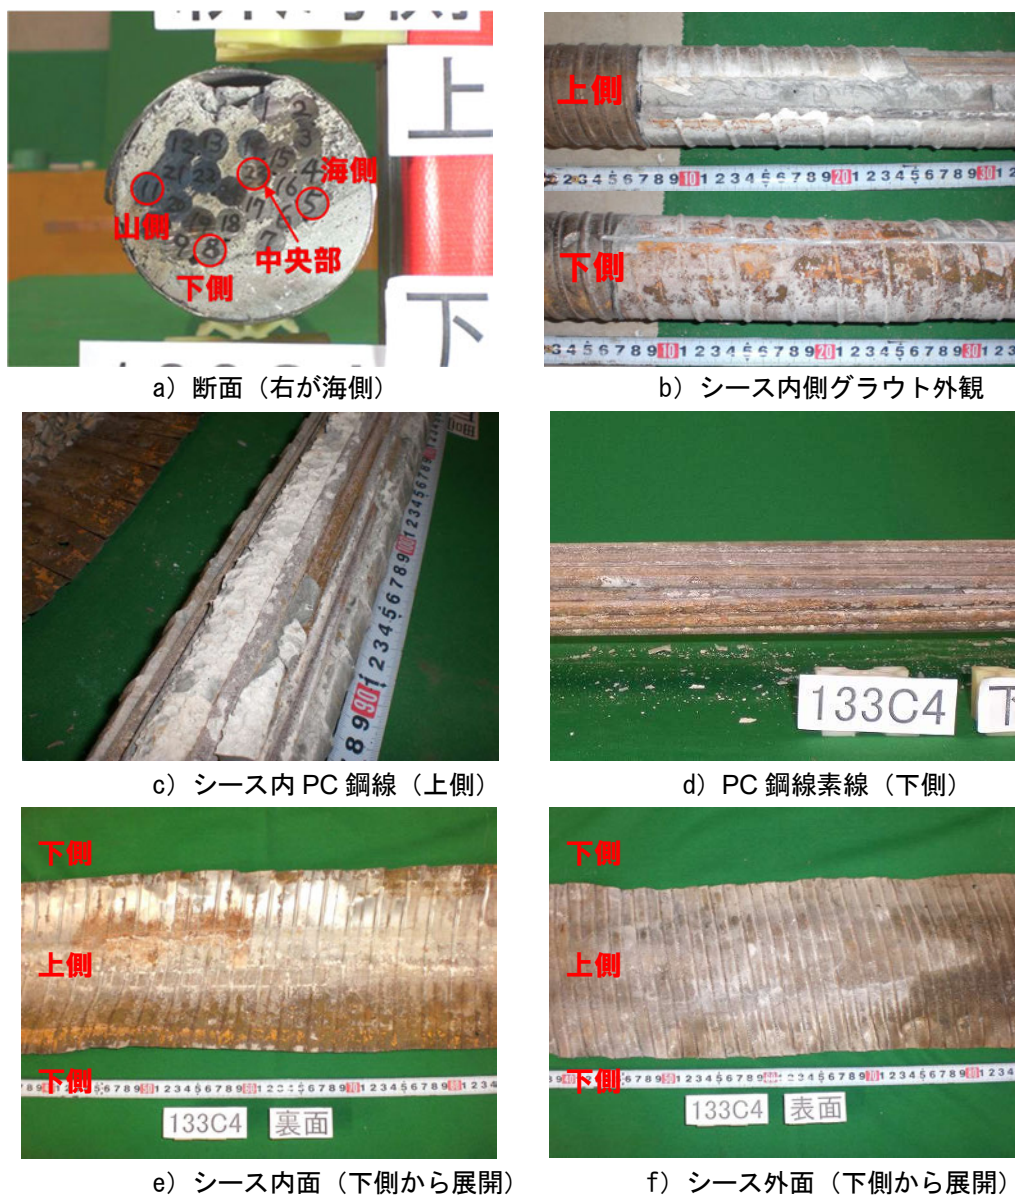 上
下
1
2
3
4
5
6
7
8
9
11
12
13
14
15
16
17
18
19
20
21
22
23
海側
山側
中央部
下側
a）断面（右が海側）
上側
下側
b）シース内側グラウト外観
c）シース内 PC 鋼線（上側）
133C4
下
d）PC 鋼線素線（下側）
下側
上側
下側
133C4 裏面
e）シース内面（下側から展開）
下側
上側
下側
133C4 表面
f）シース外面（下側から展開）